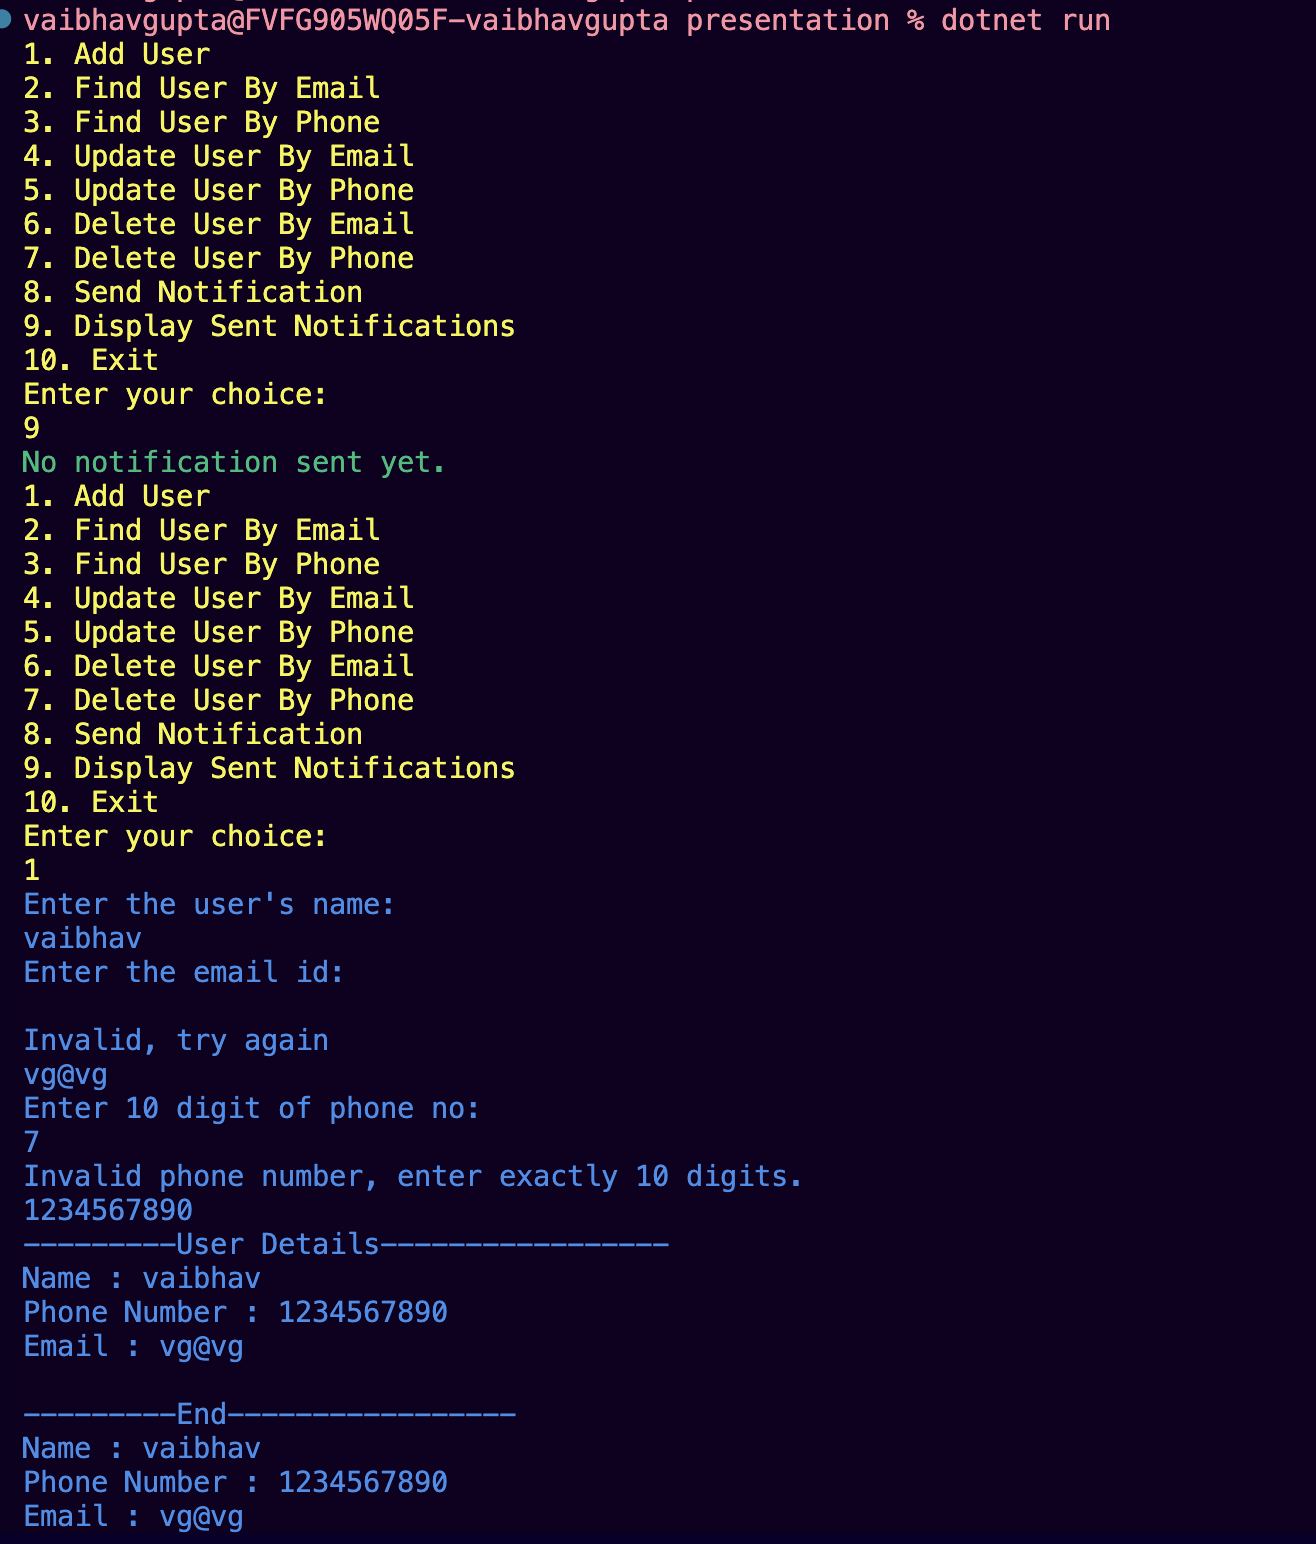 vaibhavgupta@FVFG905WQ05F-vaibhavgupta presentation % dotnet run
1. Add User
2. Find User By Email
3. Find User By Phone
4. Update User By Email
5. Update User By Phone
6. Delete User By Email
7. Delete User By Phone
8. Send Notification
9. Display Sent Notifications
10. Exit
Enter your choice:
9
No notification sent yet.
1. Add User
2. Find User By Email
3. Find User By Phone
4. Update User By Email
5. Update User By Phone
6. Delete User By Email
7. Delete User By Phone
8. Send Notification
9. Display Sent Notifications
10. Exit
Enter your choice:
1
Enter the user's name:
vaibhav
Enter the email id:
Invalid, try again
vg@vg
Enter 10 digit of phone no:
7
Invalid phone number, enter exactly 10 digits.
1234567890
---------User Details-----------------
Name : vaibhav
Phone Number : 1234567890
Email : vg@vg
---------End-----------------
Name : vaibhav
Phone Number : 1234567890
Email : vg@vg